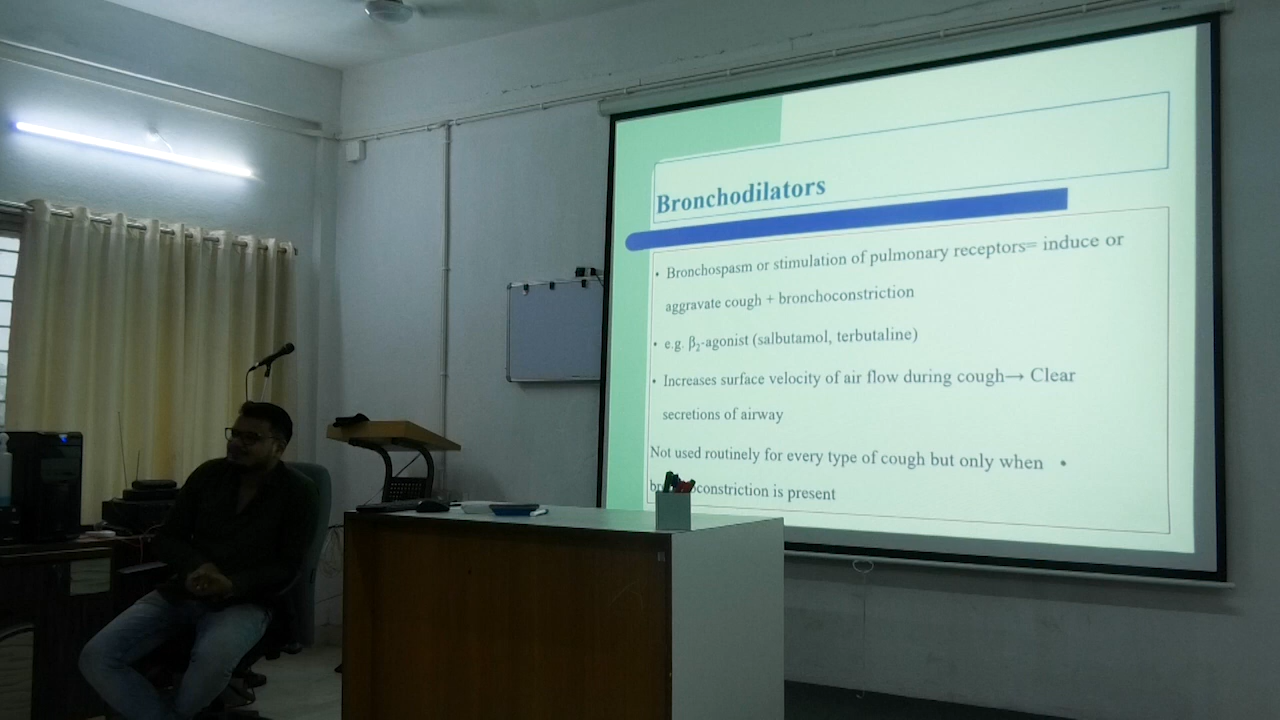 Bronchodilators
• Bronchospasm or stimulation of pulmonary receptors= induce or
aggravate cough + bronchoconstriction
• e.g. β₂-agonist (salbutamol, terbutaline)
• Increases surface velocity of air flow during cough→ Clear
secretions of airway
Not used routinely for every type of cough but only when •
constriction is present